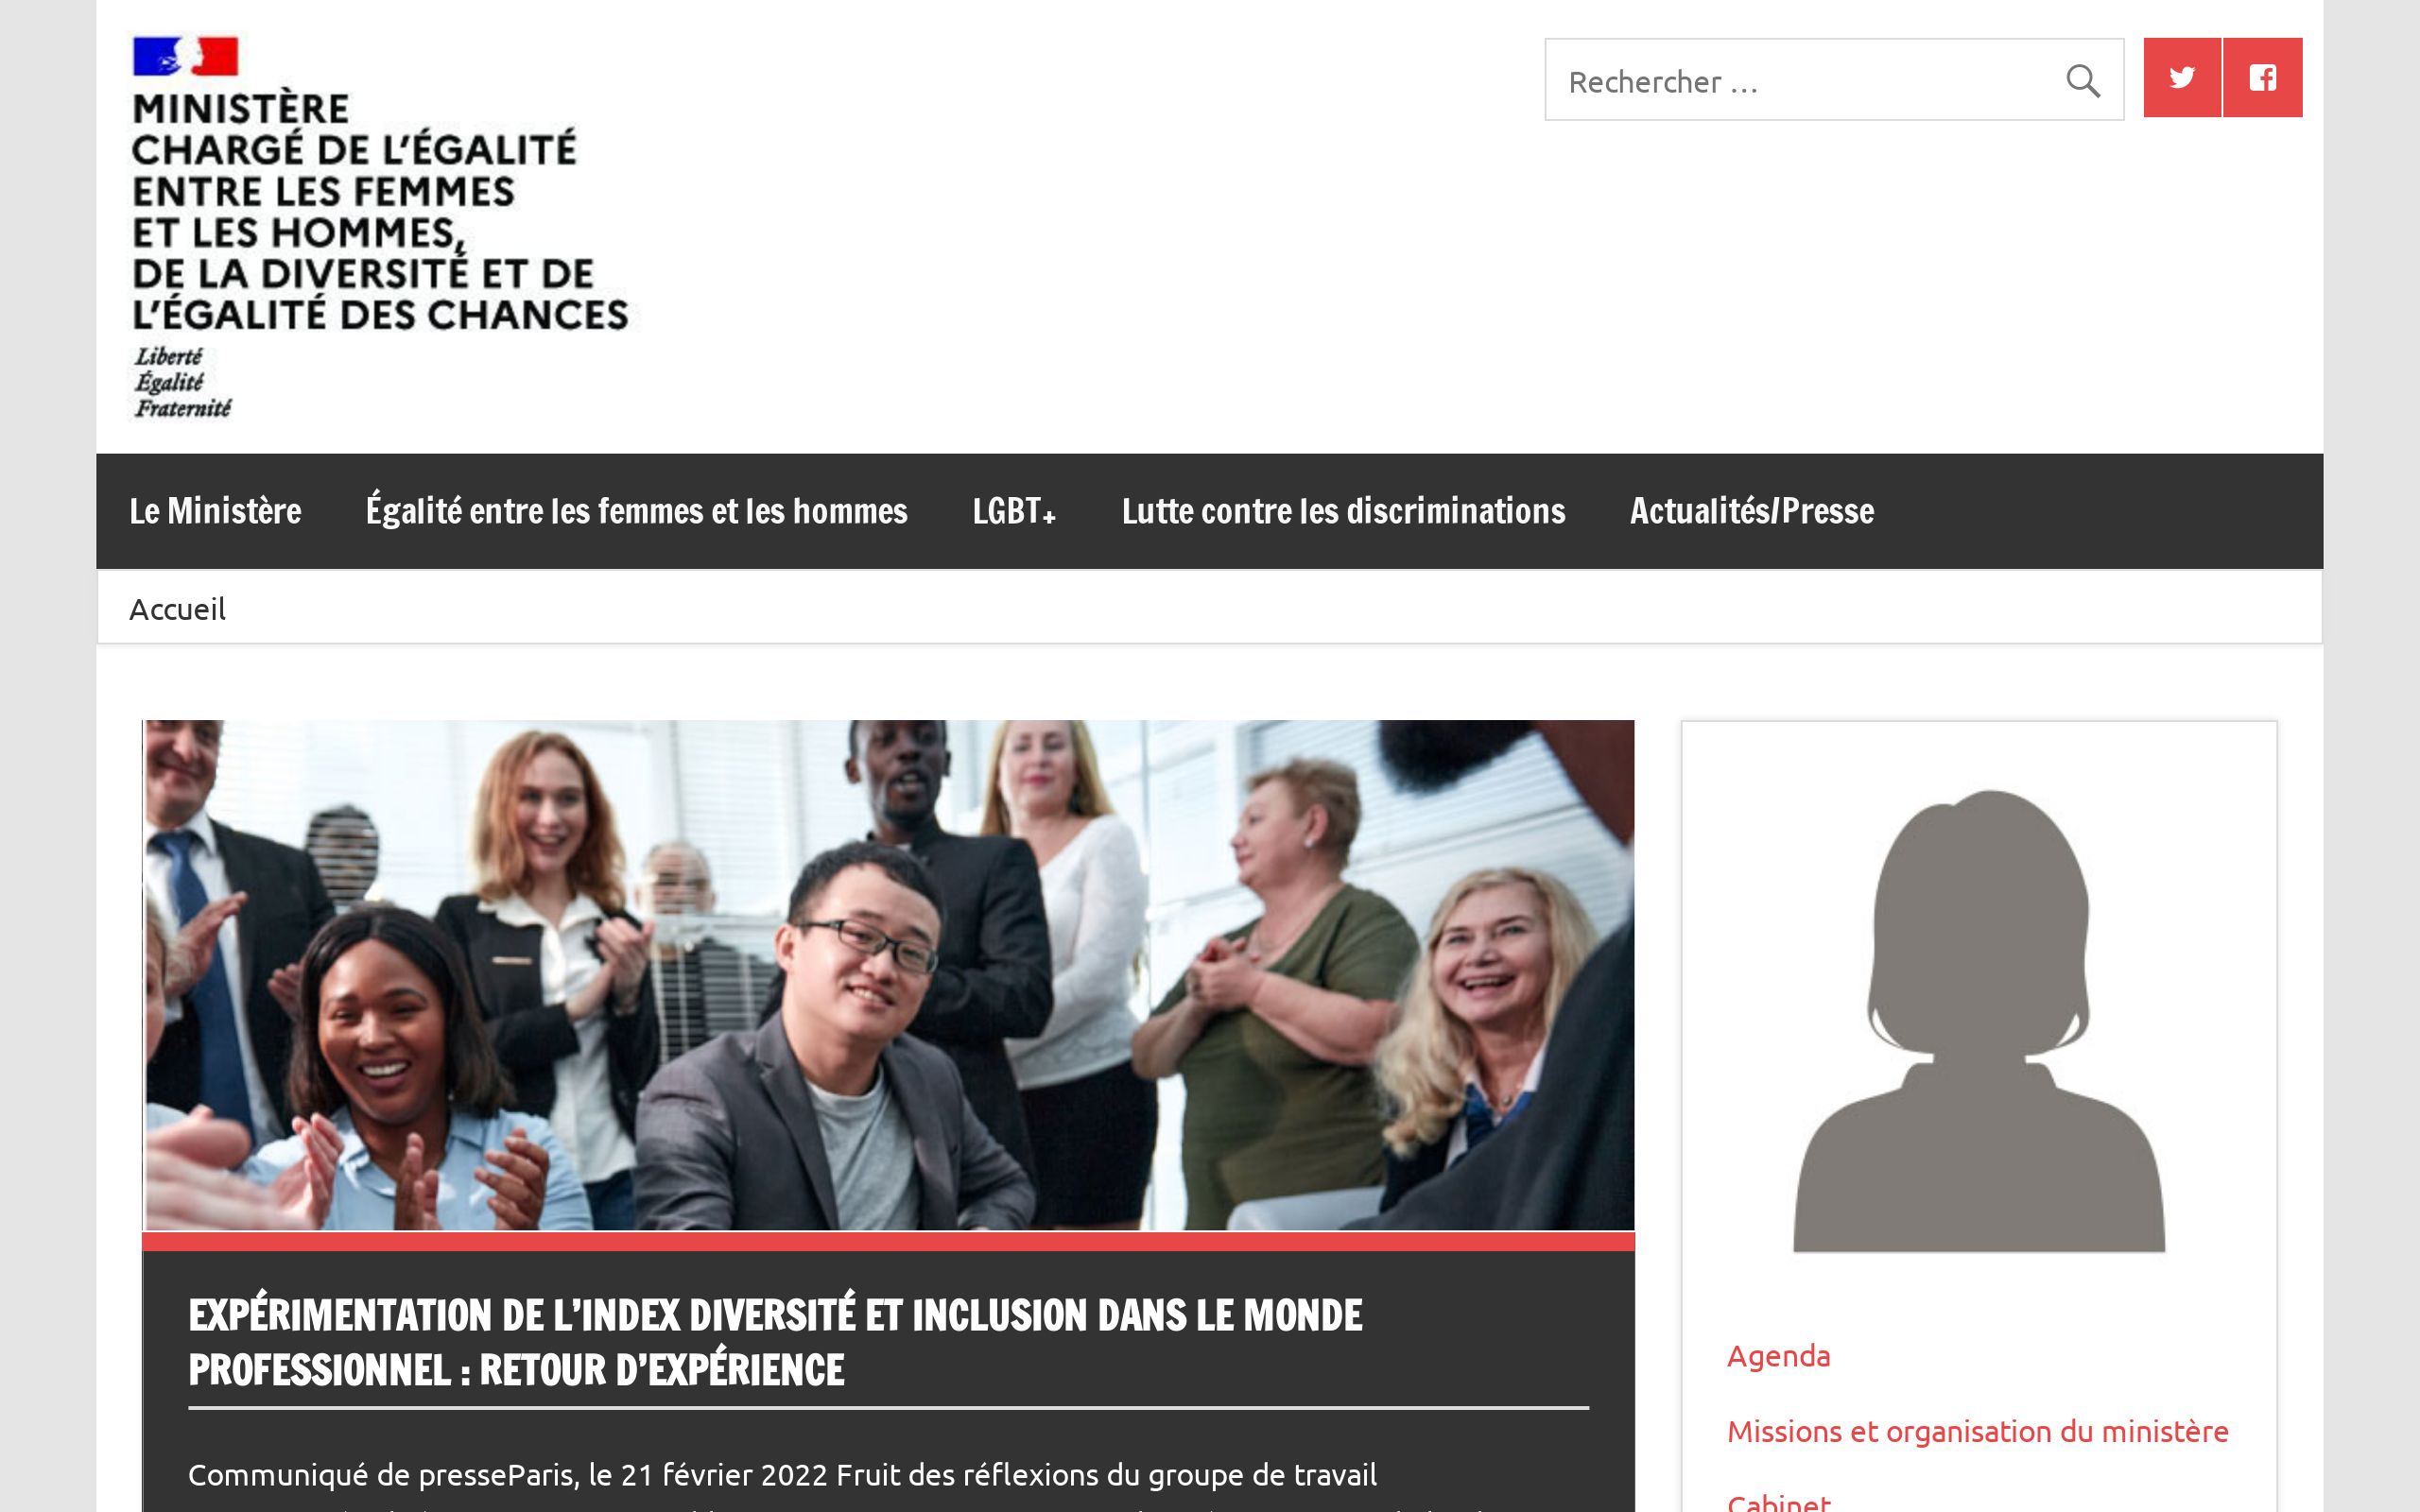 MINISTÈRE
CHARGÉ DE L’ÉGALITÉ
ENTRE LES FEMMES
ET LES HOMMES,
DE LA DIVERSITÉ ET DE
L’ÉGALITÉ DES CHANCES
Liberté
Égalité
Fraternité
Rechercher …
Le Ministère
Égalité entre les femmes et les hommes
LGBT+
Lutte contre les discriminations
Actualités/Presse
Accueil
EXPÉRIMENTATION DE L’INDEX DIVERSITÉ ET INCLUSION DANS LE MONDE
PROFESSIONNEL : RETOUR D’EXPÉRIENCE
Communiqué de presseParis, le 21 février 2022 Fruit des réflexions du groupe de travail
Agenda
Missions et organisation du ministère
Cabinet